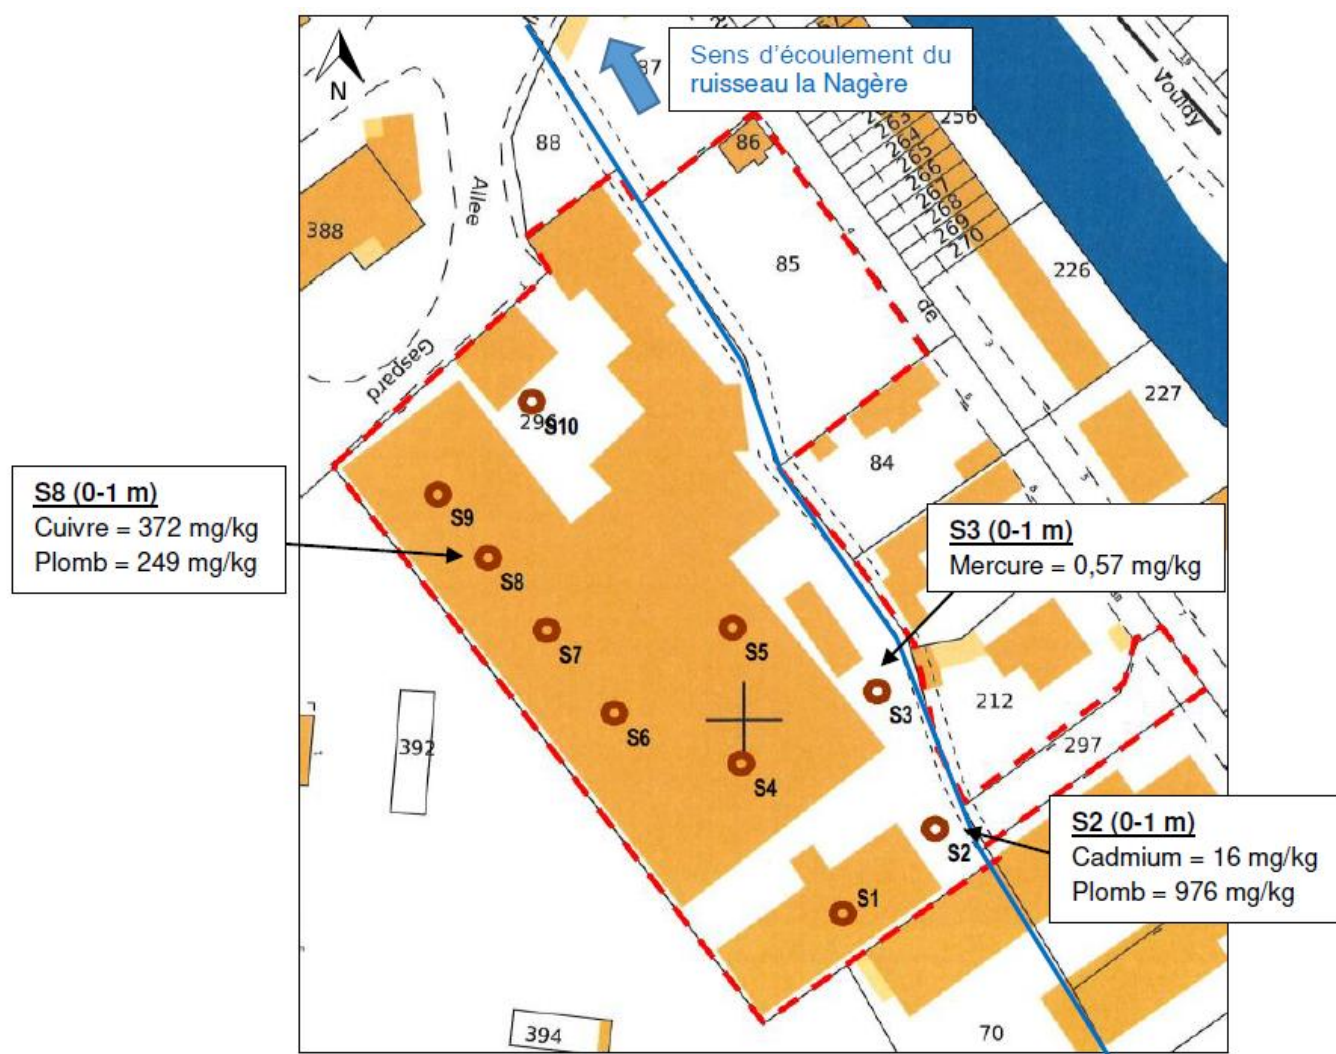 Sens d'écoulement du
ruisseau la Nagère
N
87
88
86
Allée
388
85
256
Vouldy
19
263
264
265
266
267
268
269
270
226
de
Gaspard
296
S10
84
227
S8 (0-1 m)
Cuivre = 372 mg/kg
Plomb = 249 mg/kg
S9
S8
S7
S6
S5
S3 (0-1 m)
Mercure = 0,57 mg/kg
S3
212
392
297
S4
S2 (0-1 m)
Cadmium = 16 mg/kg
Plomb = 976 mg/kg
S2
S1
394
70